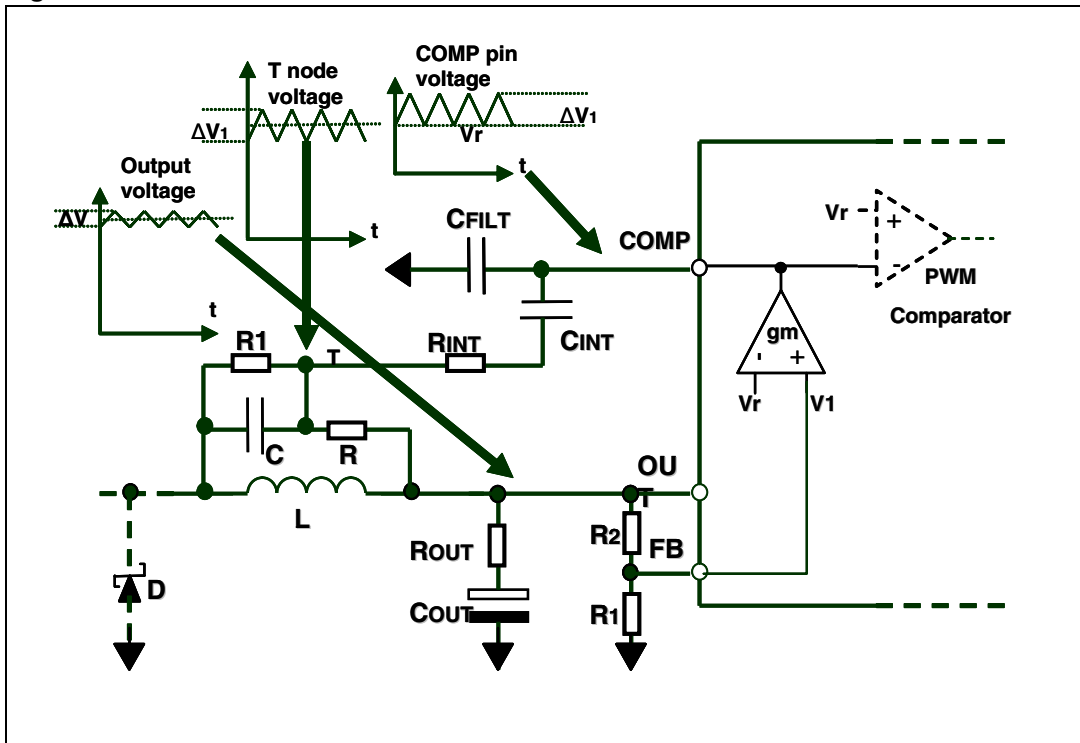 T node
voltage
COMP pin
voltage
ΔV1
ΔV1
Vr
t
Output
voltage
ΔV
t
t
CFILT
COMP
Vr
+
-
PWM
Comparator
CINT
RINT
R1
T
gm
- +
Vr
V1
C
R
L
OU
T
ROUT
R2
FB
D
COUT
R1